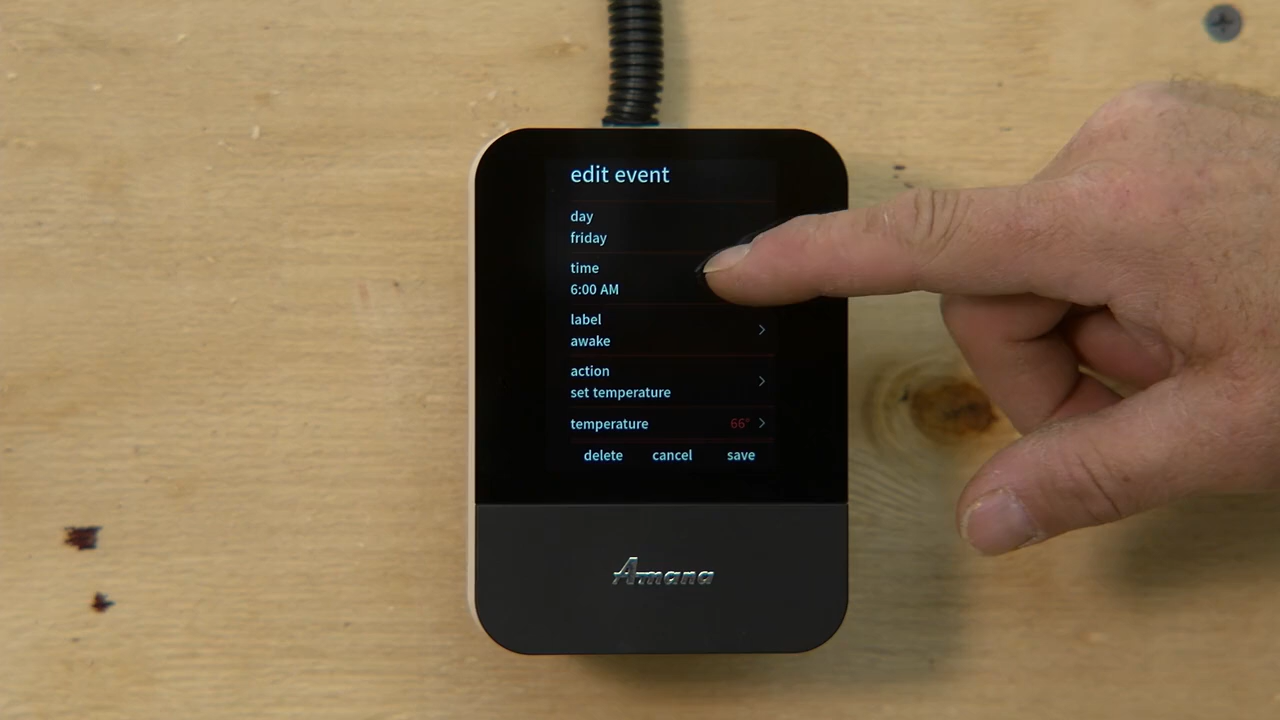 edit event
day
friday
time
6:00 AM
label
awake
action
set temperature
temperature 66°
delete cancel save
Amana